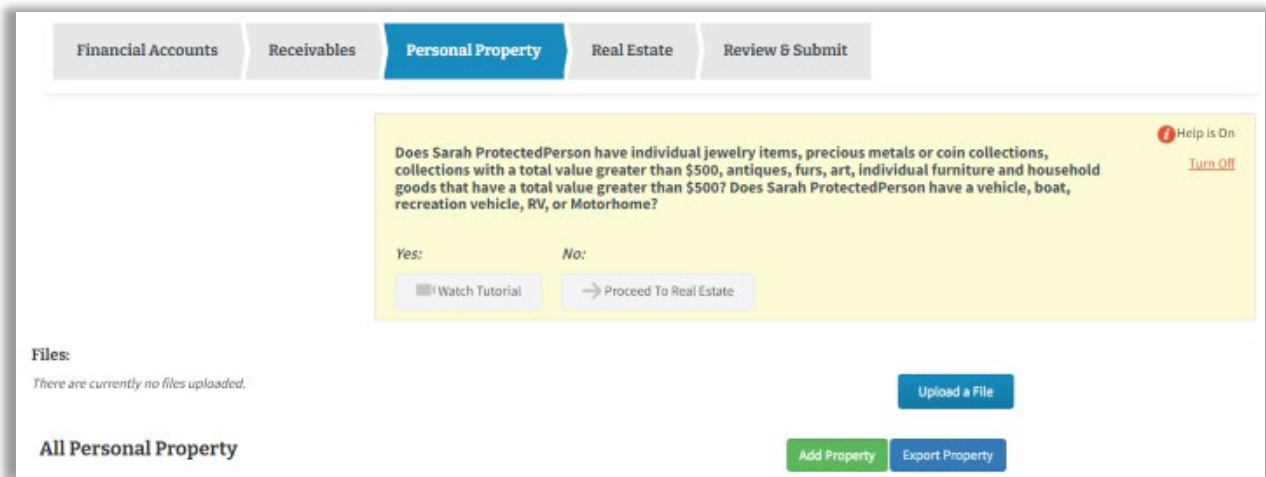 Financial Accounts
Receivables
Personal Property
Real Estate
Review & Submit
Help is On
Turn Off
Does Sarah ProtectedPerson have individual jewelry items, precious metals or coin collections,
collections with a total value greater than $500, antiques, furs, art, individual furniture and household
goods that have a total value greater than $500? Does Sarah ProtectedPerson have a vehicle, boat,
recreation vehicle, RV, or Motorhome?
Yes:
No:
Watch Tutorial
Proceed To Real Estate
Files:
There are currently no files uploaded.
Upload a File
All Personal Property
Add Property
Export Property